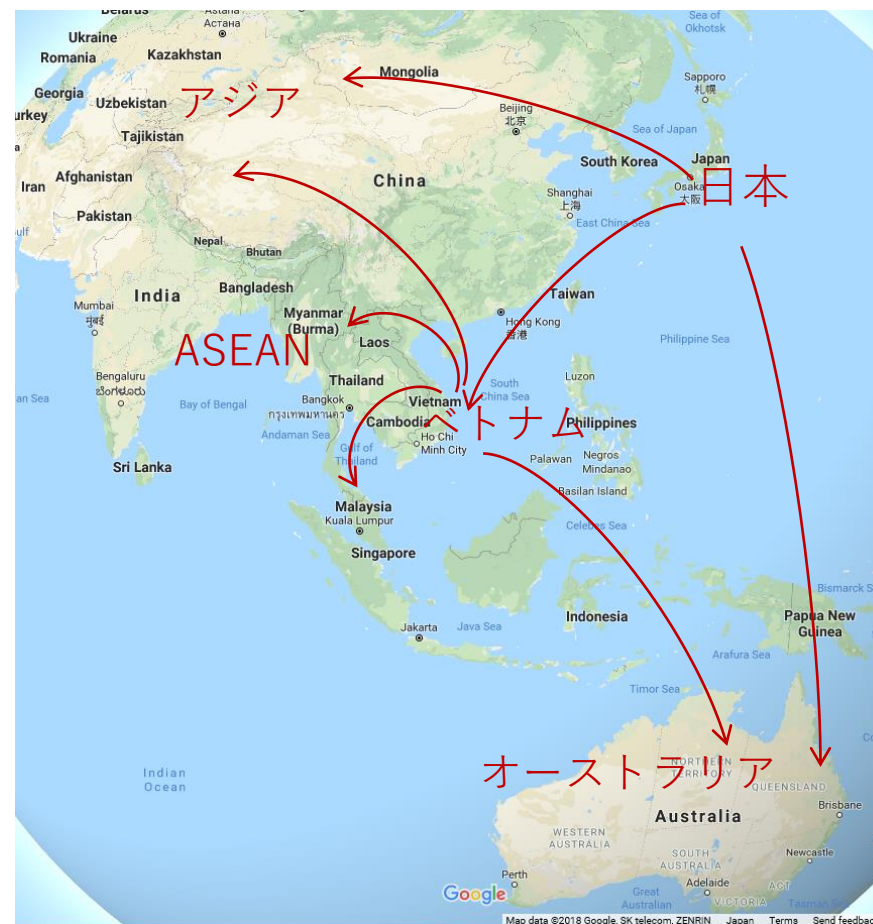 Astana
Астана
Sea of
Okhotsk
Ukraine
Romania
Kazakhstan
Mongolia
Sapporo
札幌
Georgia
Uzbekistan
アジア
Beijing
北京
Tajikistan
Sea of Japan
South Korea
Japan
Iran
Afghanistan
China
Osaka
大阪
日本
Shanghai
上海
Pakistan
East China Sea
Nepal
Bhutan
India
Bangladesh
Taiwan
Mumbai
मुंबई
Myanmar
(Burma)
Hong Kong
香港
Laos
Philippine Sea
ASEAN
Thailand
Bengaluru
ಬೆಂಗಳೂರು
South
China Sea
Luzon
Bay of Bengal
Bangkok
กรุงเทพมหานคร
Vietnam
ベトナム
Cambodia
Philippines
Andaman Sea
Ho Chi
Minh City
Gulf of
Thailand
Palawan
Negros
Mindanao
Sri Lanka
Basilan Island
Malaysia
Kuala Lumpur
Celebes Sea
Singapore
Bismarck S
Indonesia
Papua New
Guinea
Jakarta
Java Sea
Arafura Sea
Timor Sea
オーストラリア
NORTHERN
TERRITORY
Indian
Ocean
QUEENSLAND
Brisbane
Australia
WESTERN
AUSTRALIA
SOUTH
AUSTRALIA
Newcastle
Perth
Adelaide
ACT
Google
Great
Australian
VICTORIA
Tasman Sea
Map data ©2018 Google, SK telecom, ZENRIN Japan Terms Send feedbac